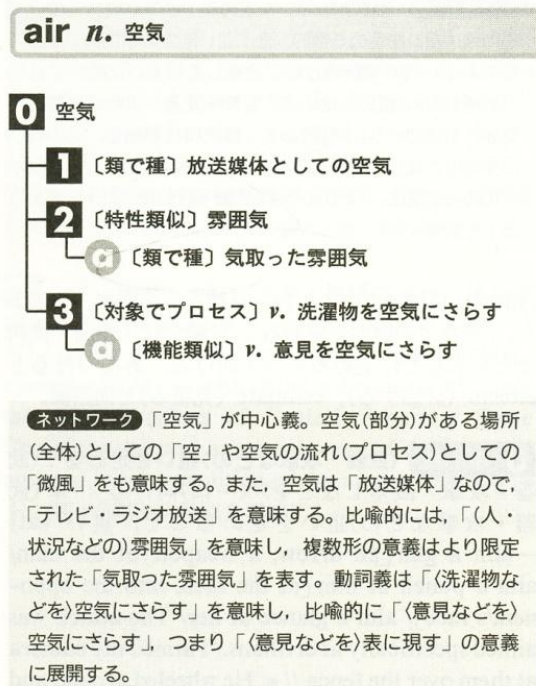 air n. 空気
0 空気
1 〔類で種〕放送媒体としての空気
2 〔特性類似〕雰囲気
a 〔類で種〕気取った雰囲気
3 〔対象でプロセス〕v. 洗濯物を空気にさらす
a 〔機能類似〕v. 意見を空気にさらす
ネットワーク 「空気」が中心義。空気(部分)がある場所
(全体)としての「空」や空気の流れ(プロセス)としての
「微風」をも意味する。また，空気は「放送媒体」なので，
「テレビ・ラジオ放送」を意味する。比喩的には，「(人・
状況などの)雰囲気」を意味し，複数形の意義はより限定
された「気取った雰囲気」を表す。動詞義は「〈洗濯物な
どを〉空気にさらす」を意味し，比喩的に「〈意見などを〉
空気にさらす」，つまり「〈意見などを〉表に現す」の意義
に展開する。